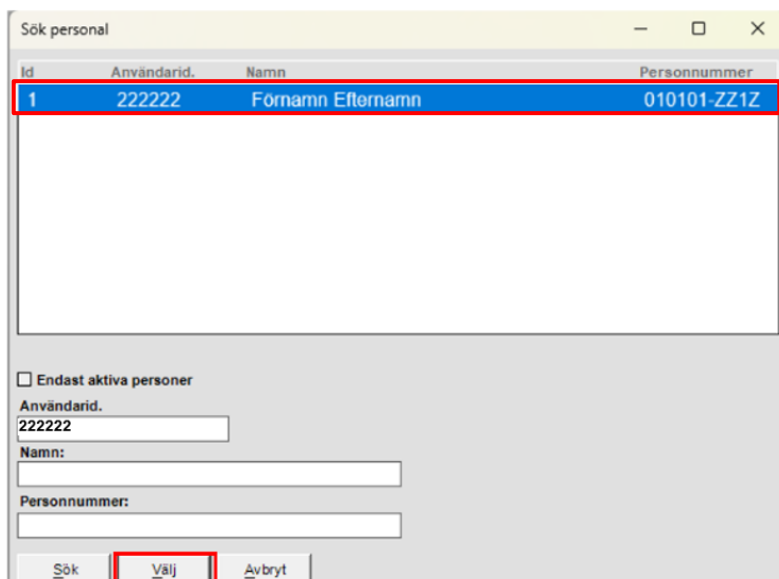 Sök personal
Id Användarid. Namn Personnummer
1 222222 Förnamn Efternamn 010101-ZZ1Z
Endast aktiva personer
Användarid.
222222
Namn:
Personnummer:
Sök Välj Avbryt